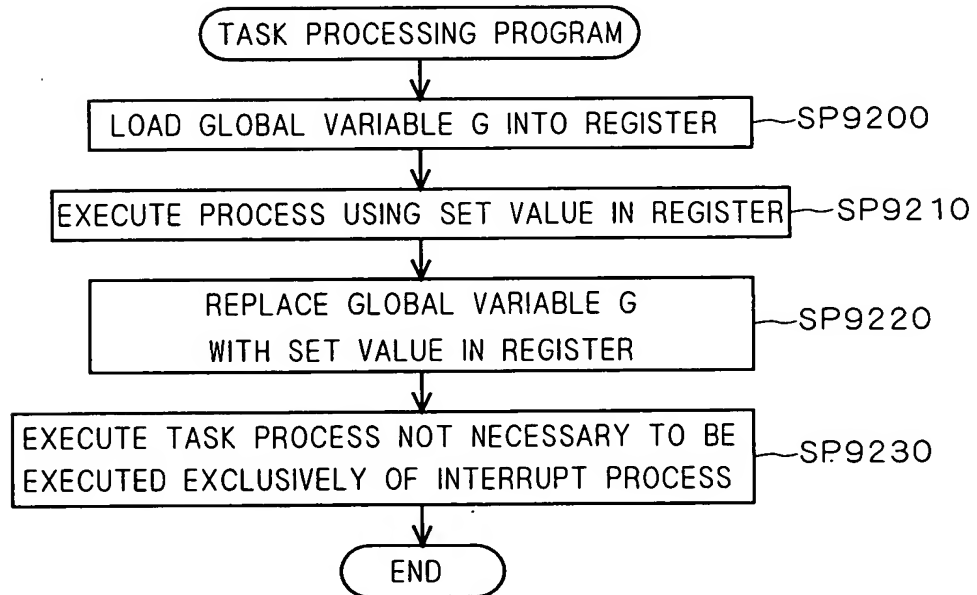 TASK PROCESSING PROGRAM
LOAD GLOBAL VARIABLE G INTO REGISTER
SP9200
EXECUTE PROCESS USING SET VALUE IN REGISTER
SP9210
REPLACE GLOBAL VARIABLE G
WITH SET VALUE IN REGISTER
SP9220
EXECUTE TASK PROCESS NOT NECESSARY TO BE
EXECUTED EXCLUSIVELY OF INTERRUPT PROCESS
SP9230
END